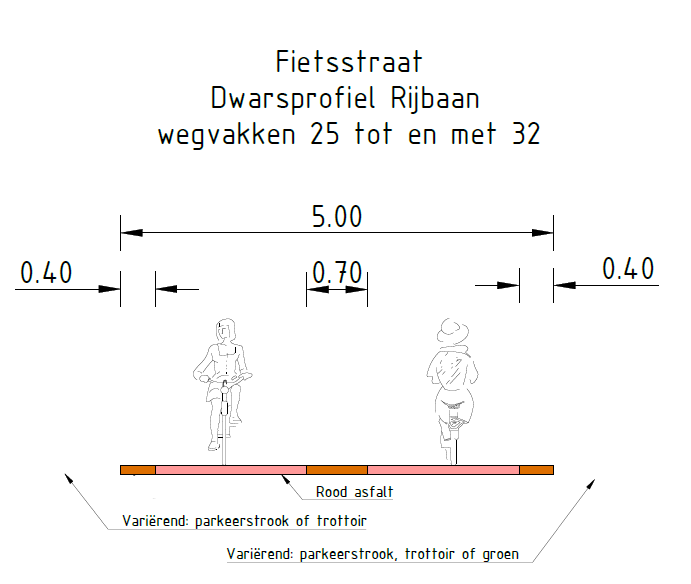 Fietsstraat
Dwarsprofiel Rijbaan
wegvakken 25 tot en met 32
5.00
0.40
0.70
0.40
Rood asfalt
Variërend: parkeerstrook of trottoir
Variërend: parkeerstrook, trottoir of groen